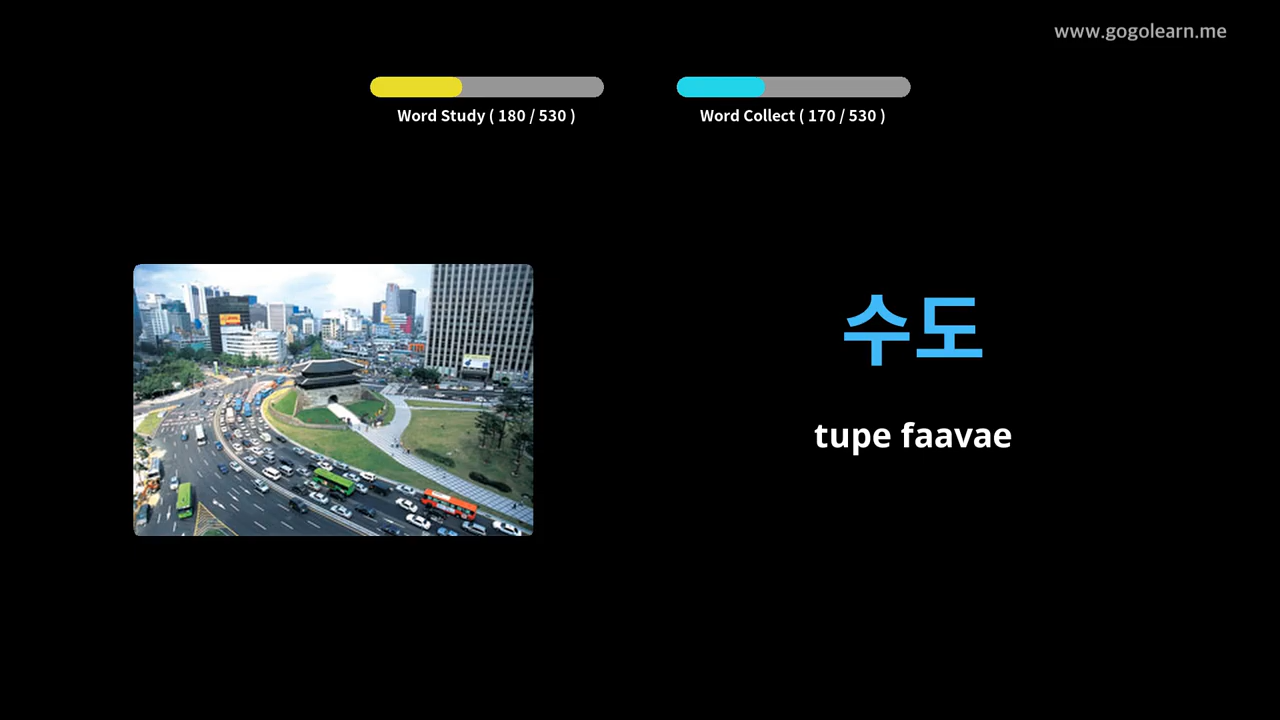 www.gogolearn.me
Word Study ( 180 / 530 )
Word Collect ( 170 / 530 )
수도
tupe faavae